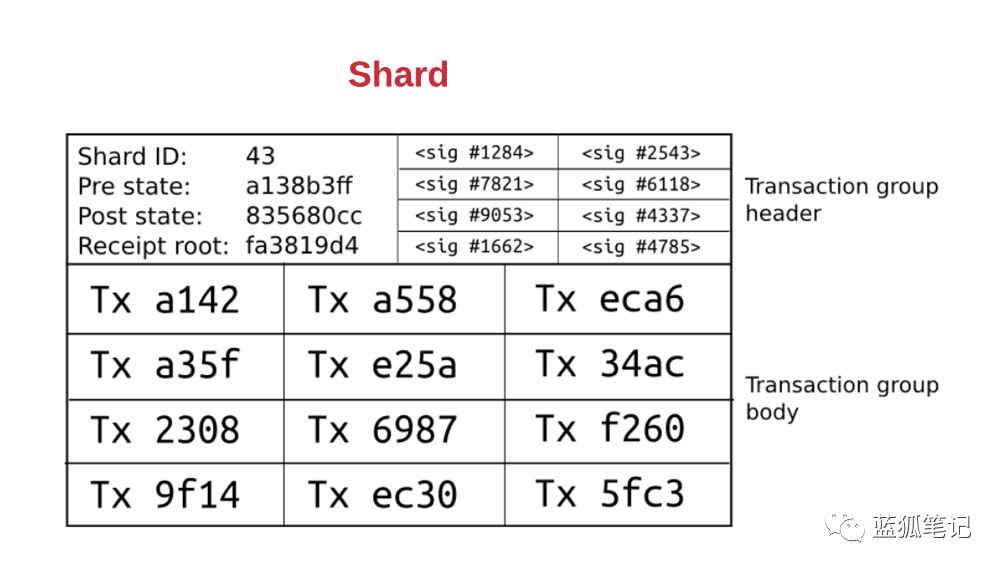 Shard
Shard ID: 43
Pre state: a138b3ff
Post state: 835680cc
Receipt root: fa3819d4
<sig #1284> <sig #2543>
<sig #7821> <sig #6118>
<sig #9053> <sig #4337>
<sig #1662> <sig #4785>
Transaction group
header
Tx a142 Tx a558 Tx eca6
Tx a35f Tx e25a Tx 34ac
Tx 2308 Tx 6987 Tx f260
Tx 9f14 Tx ec30 Tx 5fc3
Transaction group
body
蓝狐笔记